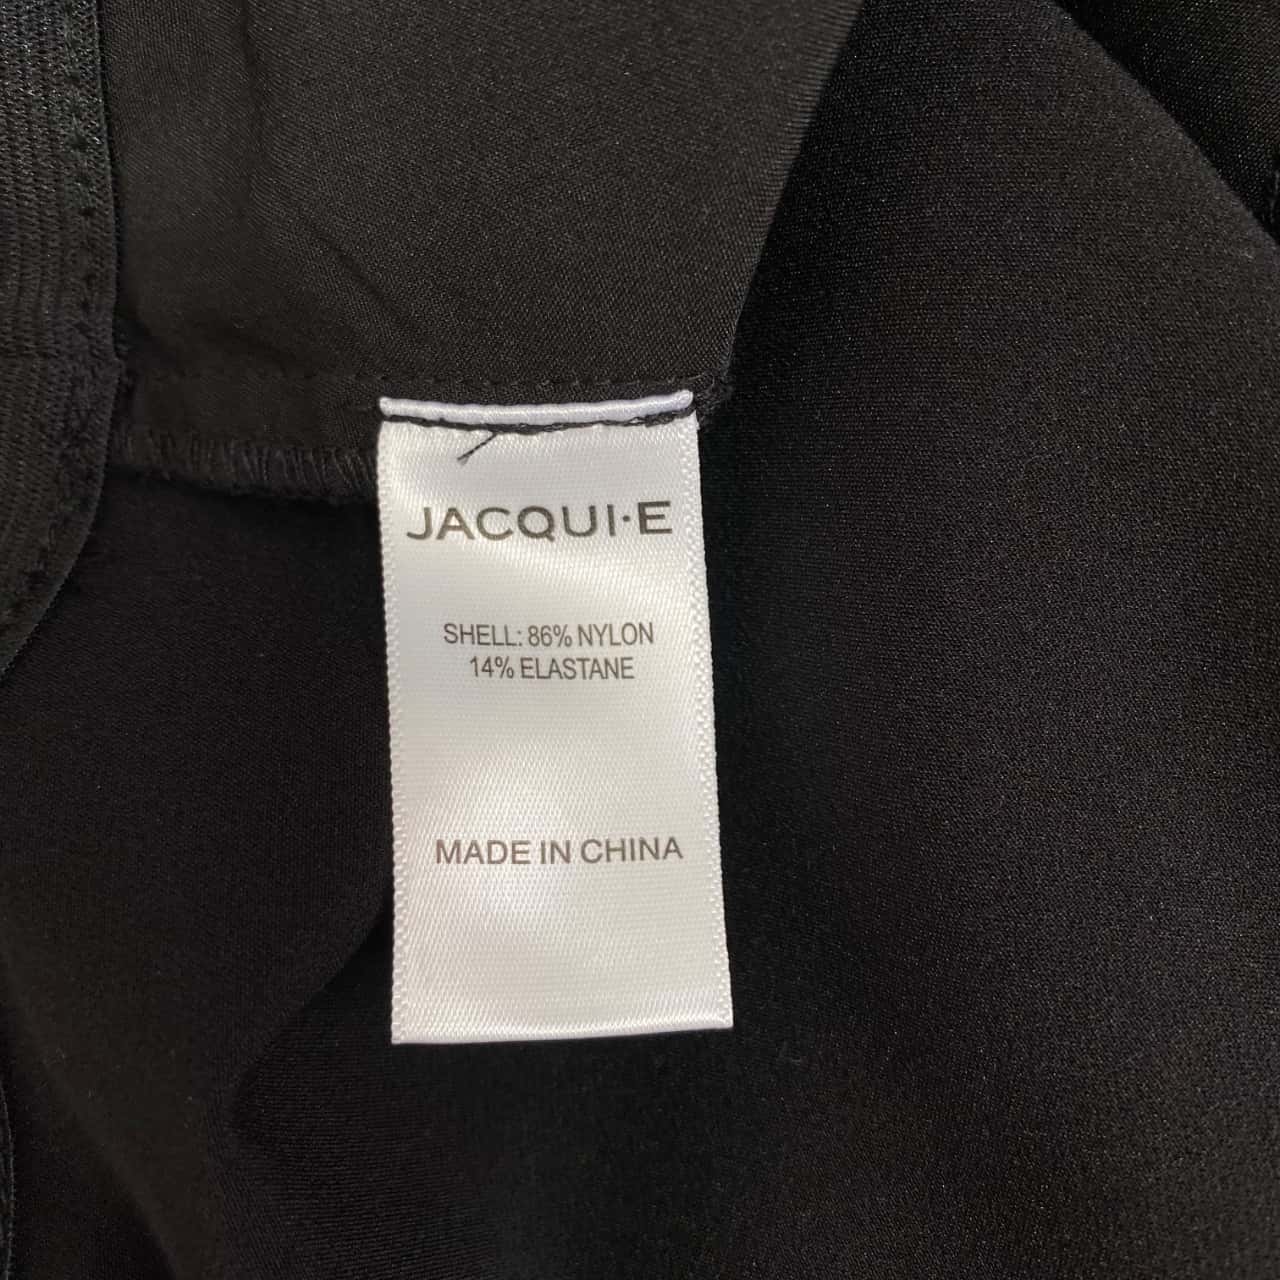 JACQUI·E
SHELL: 86% NYLON
14% ELASTANE
MADE IN CHINA